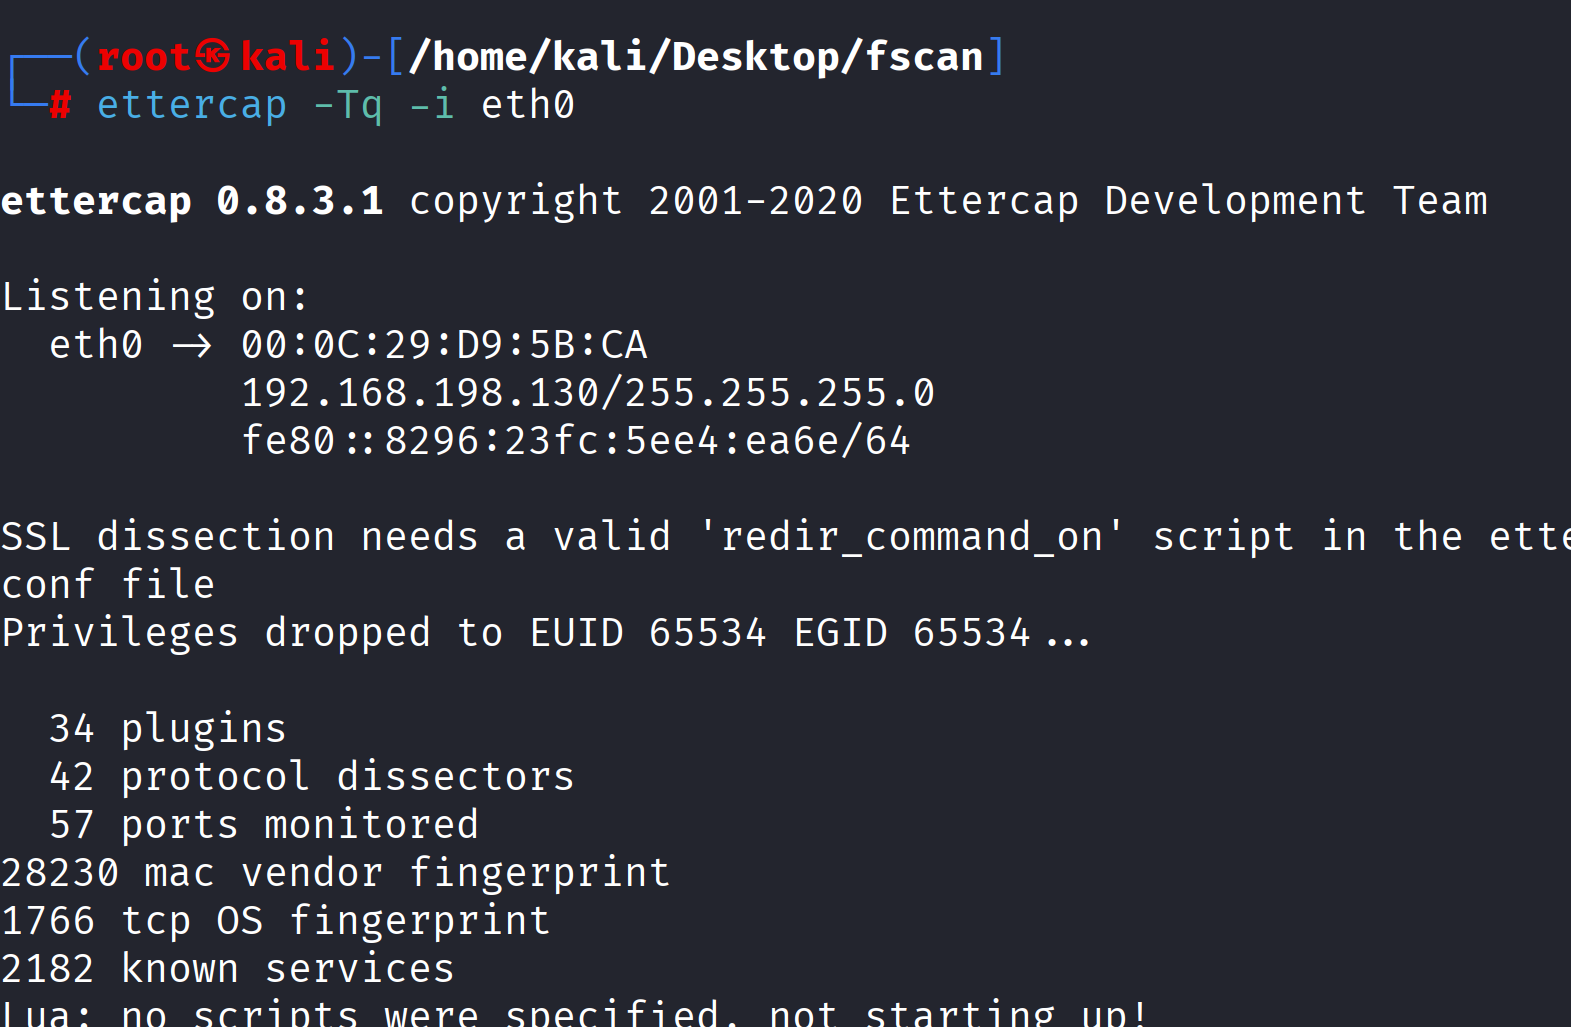 ┌──(root㉿kali)-[/home/kali/Desktop/fscan]
└─# ettercap -Tq -i eth0
ettercap 0.8.3.1 copyright 2001-2020 Ettercap Development Team
Listening on:
eth0 -> 00:0C:29:D9:5B:CA
192.168.198.130/255.255.255.0
fe80::8296:23fc:5ee4:ea6e/64
SSL dissection needs a valid 'redir_command_on' script in the ette
conf file
Privileges dropped to EUID 65534 EGID 65534...
34 plugins
42 protocol dissectors
57 ports monitored
28230 mac vendor fingerprint
1766 tcp OS fingerprint
2182 known services
Lua: no scripts were specified, not starting up!